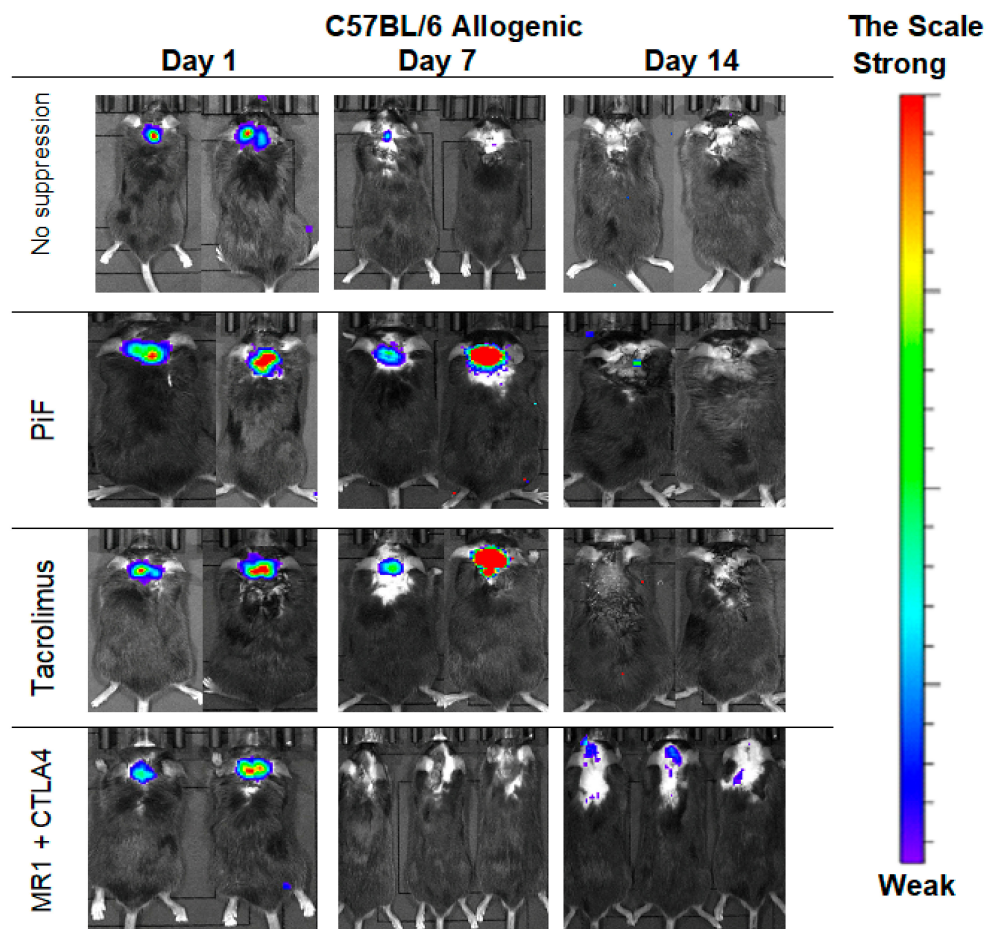 C57BL/6 Allogenic
Day 1 Day 7 Day 14
The Scale
Strong
No suppression
PiF
Tacrolimus
MR1 + CTLA4
Weak